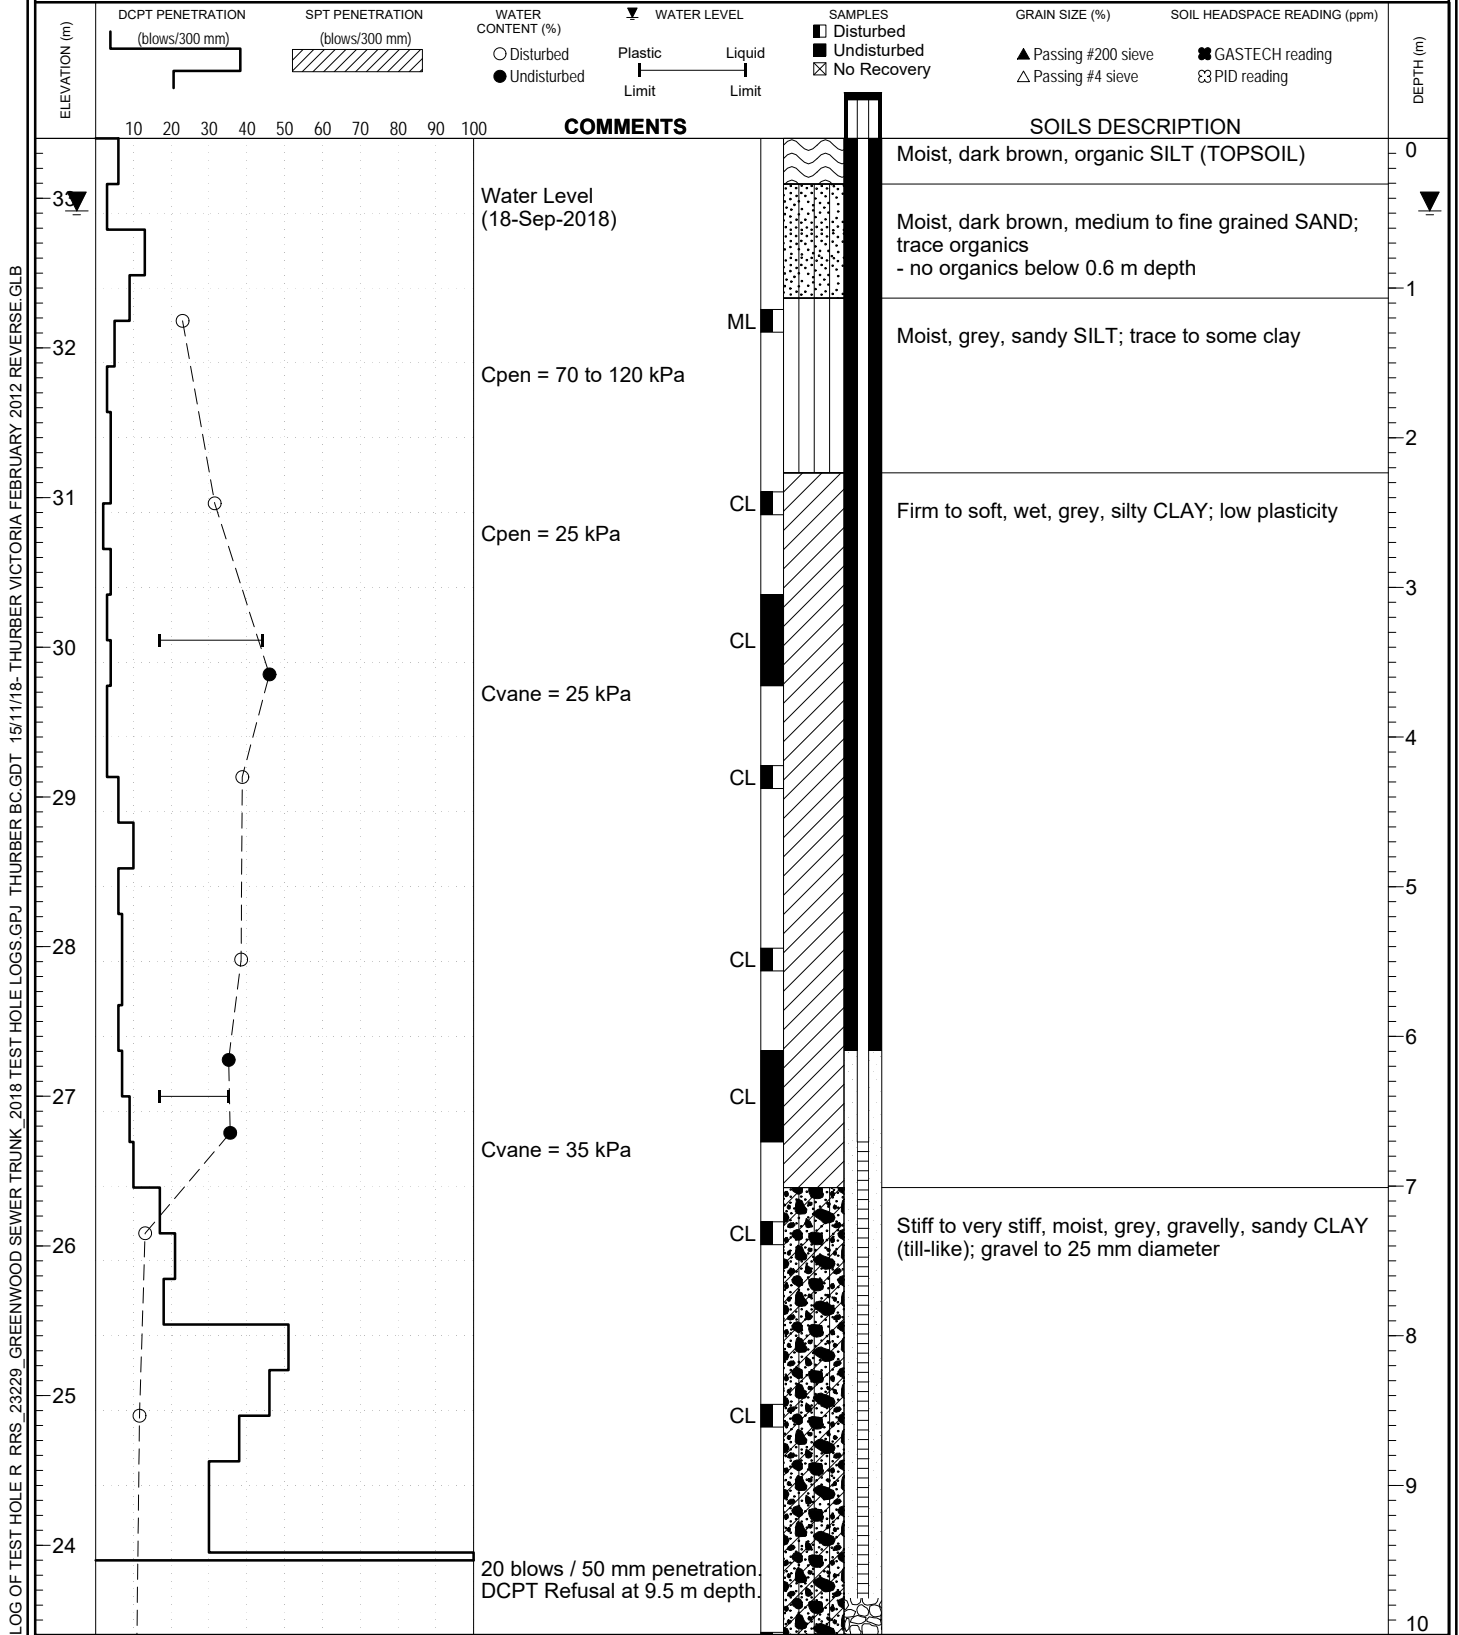 DCPT PENETRATION
(blows/300 mm)
SPT PENETRATION
(blows/300 mm)
WATER
CONTENT (%)
Disturbed
Undisturbed
WATER LEVEL
Plastic Liquid
Limit Limit
SAMPLES
Disturbed
Undisturbed
No Recovery
GRAIN SIZE (%)
Passing #200 sieve
Passing #4 sieve
SOIL HEADSPACE READING (ppm)
GASTECH reading
PID reading
ELEVATION (m)
DEPTH (m)
10 20 30 40 50 60 70 80 90 100
COMMENTS
SOILS DESCRIPTION
0
Moist, dark brown, organic SILT (TOPSOIL)
33
Water Level
(18-Sep-2018)
Moist, dark brown, medium to fine grained SAND;
trace organics
- no organics below 0.6 m depth
1
ML
32
Moist, grey, sandy SILT; trace to some clay
Cpen = 70 to 120 kPa
2
31
CL
Firm to soft, wet, grey, silty CLAY; low plasticity
Cpen = 25 kPa
3
30
CL
Cvane = 25 kPa
4
CL
29
5
28
CL
6
27
CL
Cvane = 35 kPa
7
CL
Stiff to very stiff, moist, grey, gravelly, sandy CLAY
(till-like); gravel to 25 mm diameter
26
8
25
CL
9
24
20 blows / 50 mm penetration.
DCPT Refusal at 9.5 m depth.
10
LOG OF TEST HOLE R RRS_23229_GREENWOOD SEWER TRUNK_2018 TEST HOLE LOGS.GPJ THURBER BC.GDT 15/11/18- THURBER VICTORIA FEBRUARY 2012 REVERSE.GLB